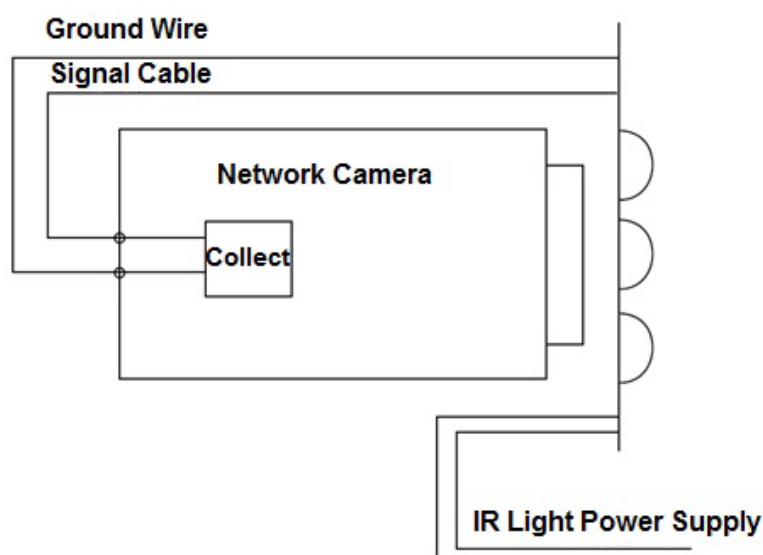 Ground Wire
Signal Cable
Network Camera
Collect
IR Light Power Supply